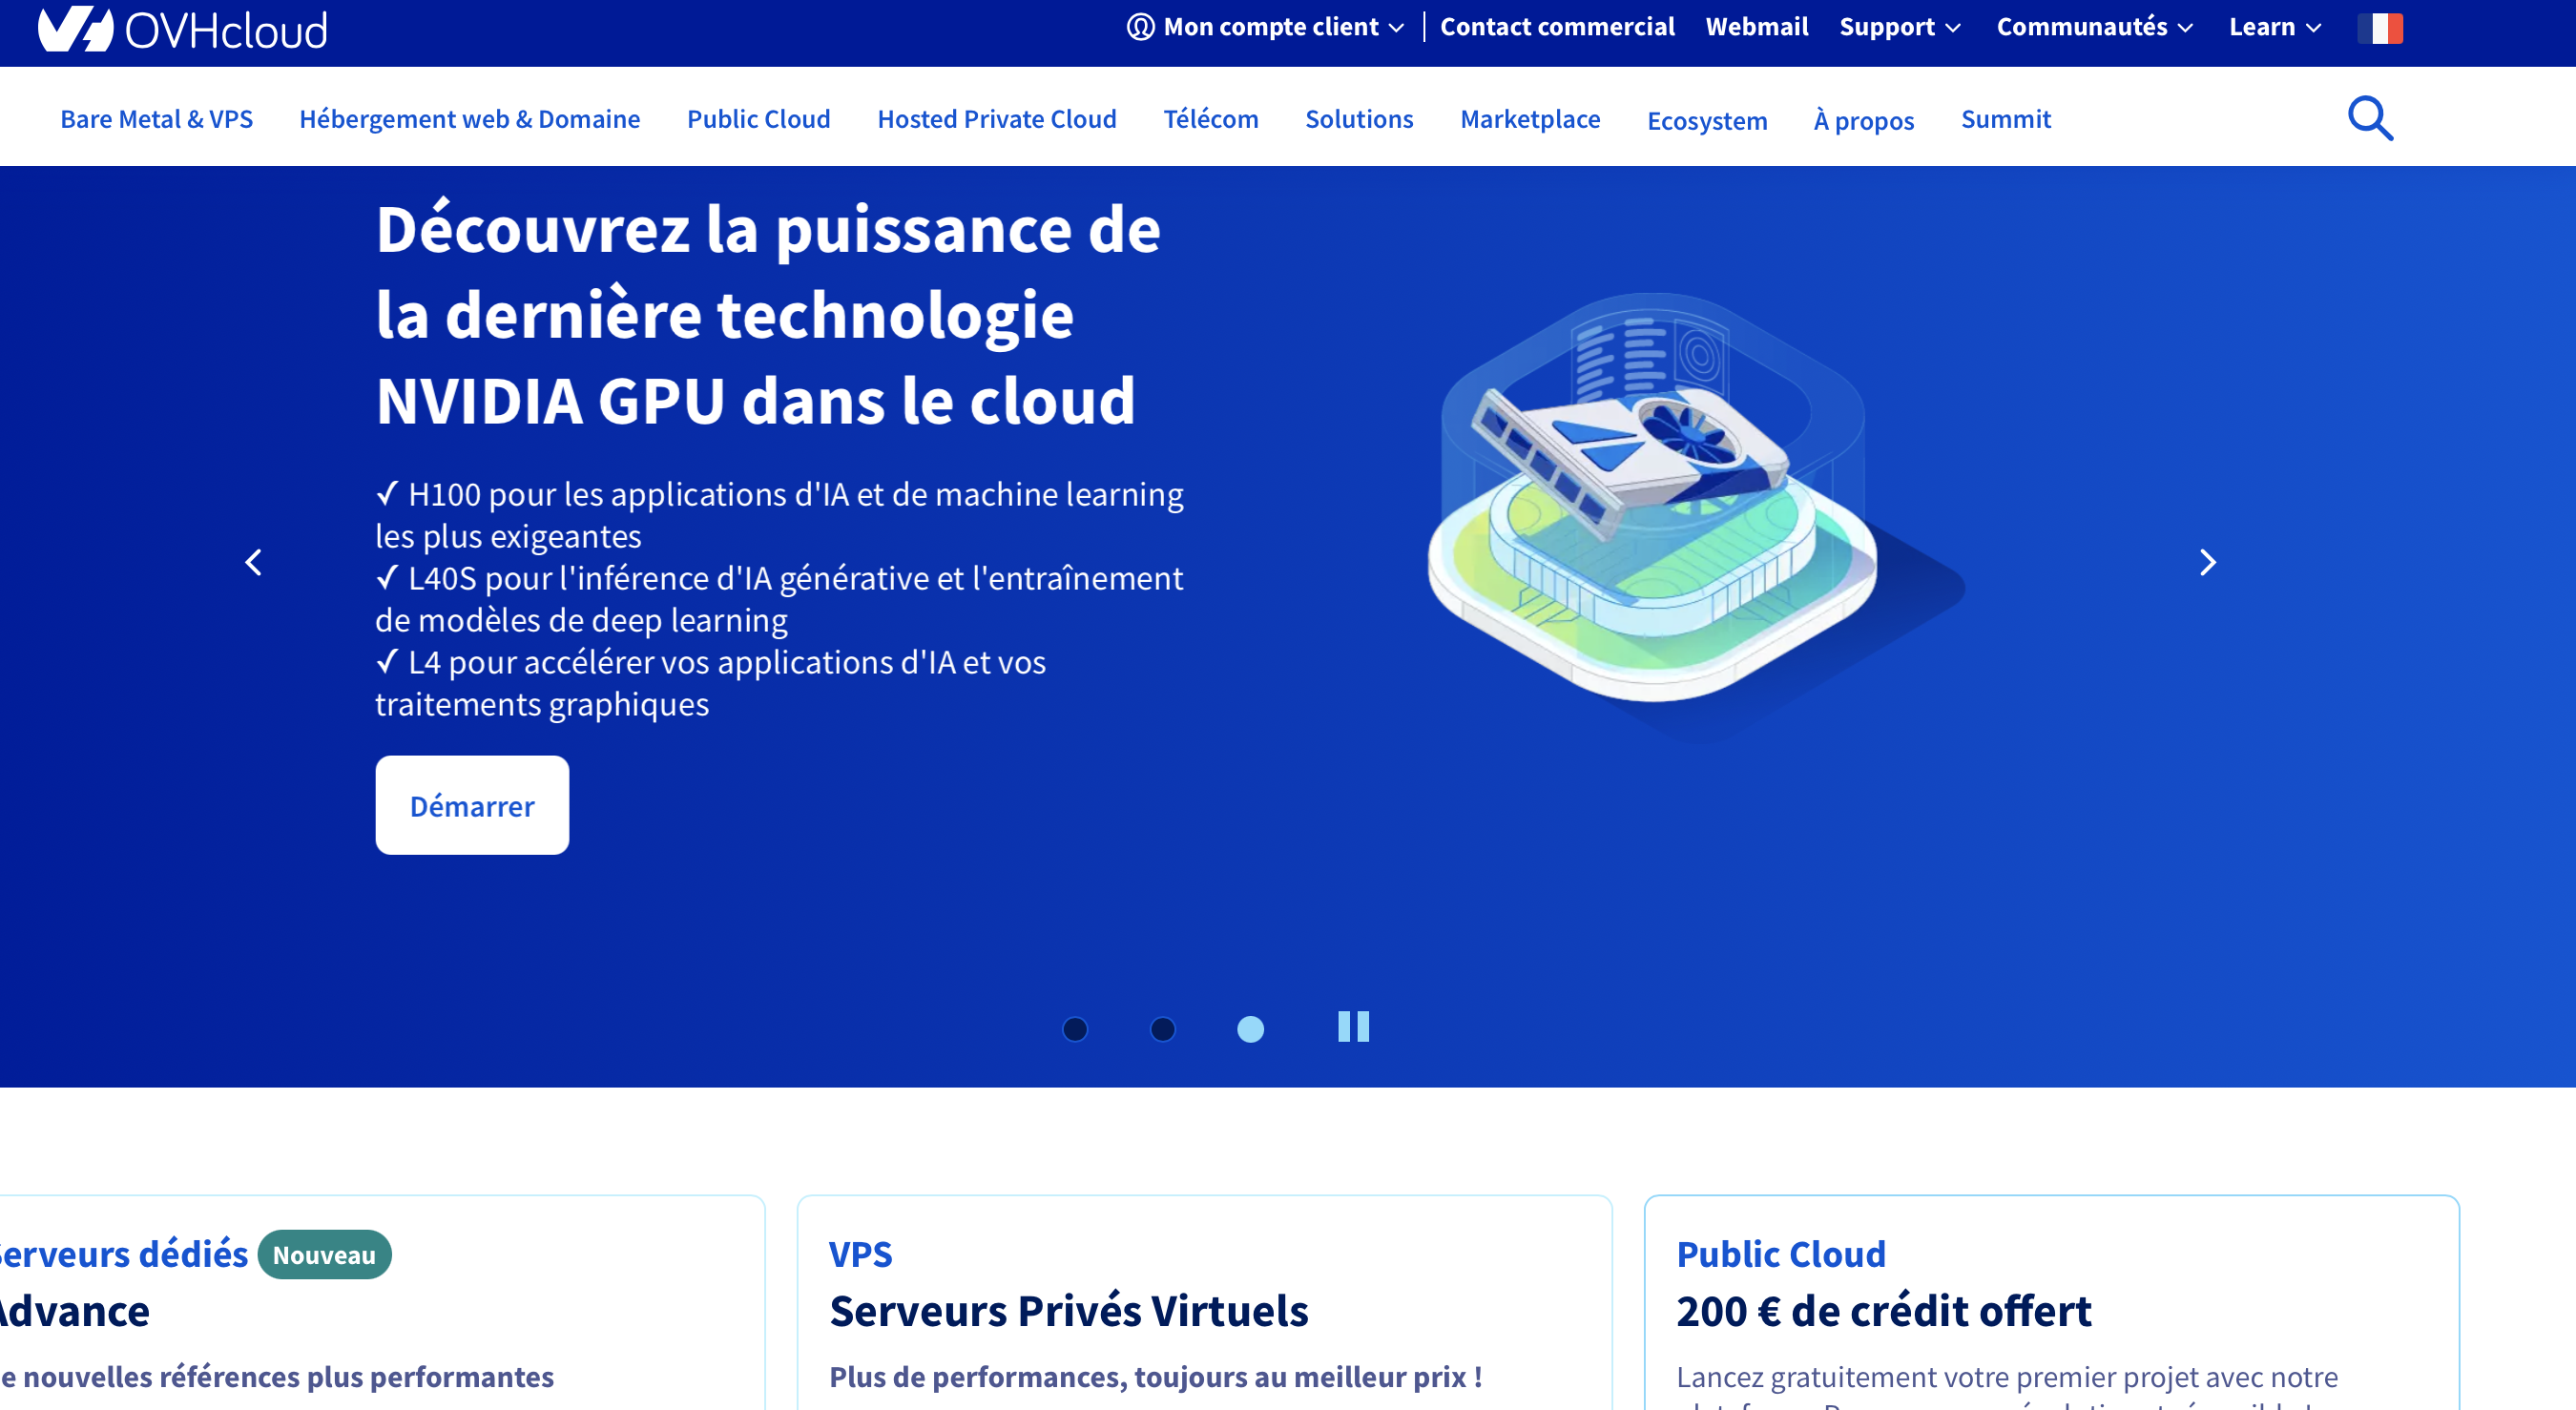 OVHcloud
Mon compte client
Contact commercial
Webmail
Support
Communautés
Learn
Bare Metal & VPS
Hébergement web & Domaine
Public Cloud
Hosted Private Cloud
Télécom
Solutions
Marketplace
Ecosystem
À propos
Summit
Découvrez la puissance de
la dernière technologie
NVIDIA GPU dans le cloud
✓ H100 pour les applications d'IA et de machine learning
les plus exigeantes
✓ L40S pour l'inférence d'IA générative et l'entraînement
de modèles de deep learning
✓ L4 pour accélérer vos applications d'IA et vos
traitements graphiques
Démarrer
Serveurs dédiés Nouveau
Advance
nouvelles références plus performantes
VPS
Serveurs Privés Virtuels
Plus de performances, toujours au meilleur prix !
Public Cloud
200 € de crédit offert
Lancez gratuitement votre premier projet avec notre